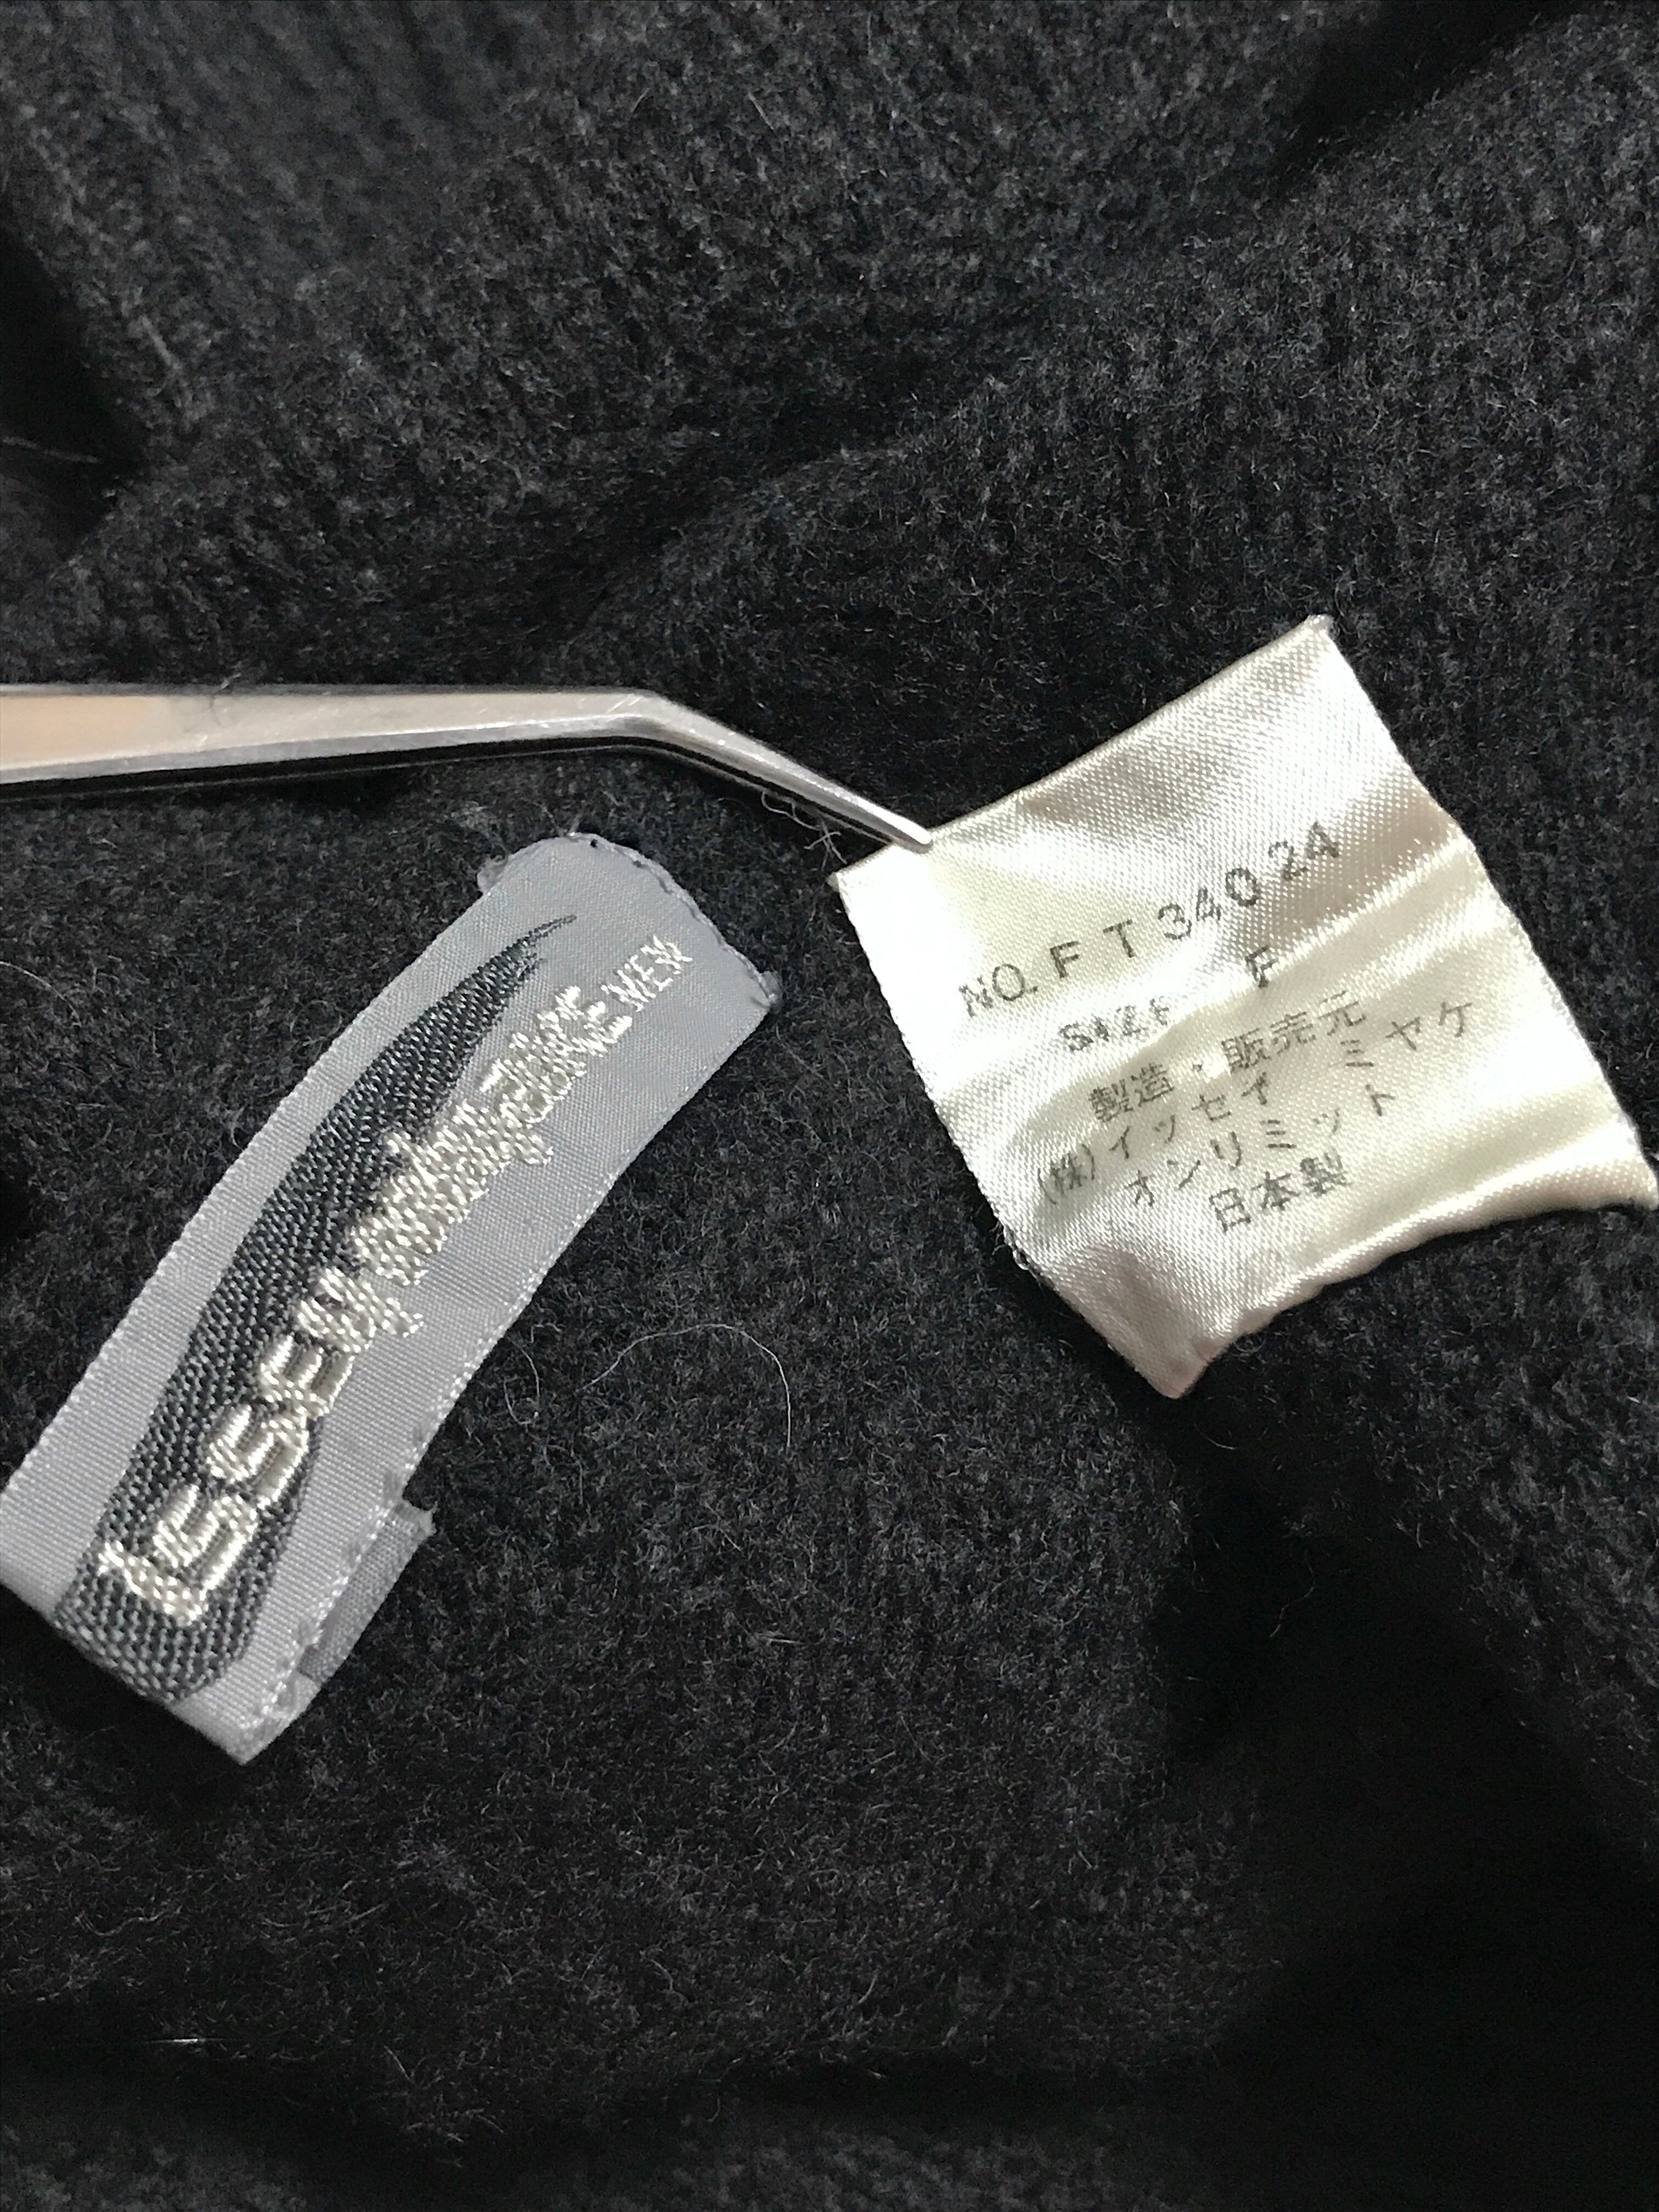 ISSEY MIYAKE MEN
NO. FT34024
SIZE F
製造・販売元
(株)イッセイ ミヤケ
オンリミット
日本製